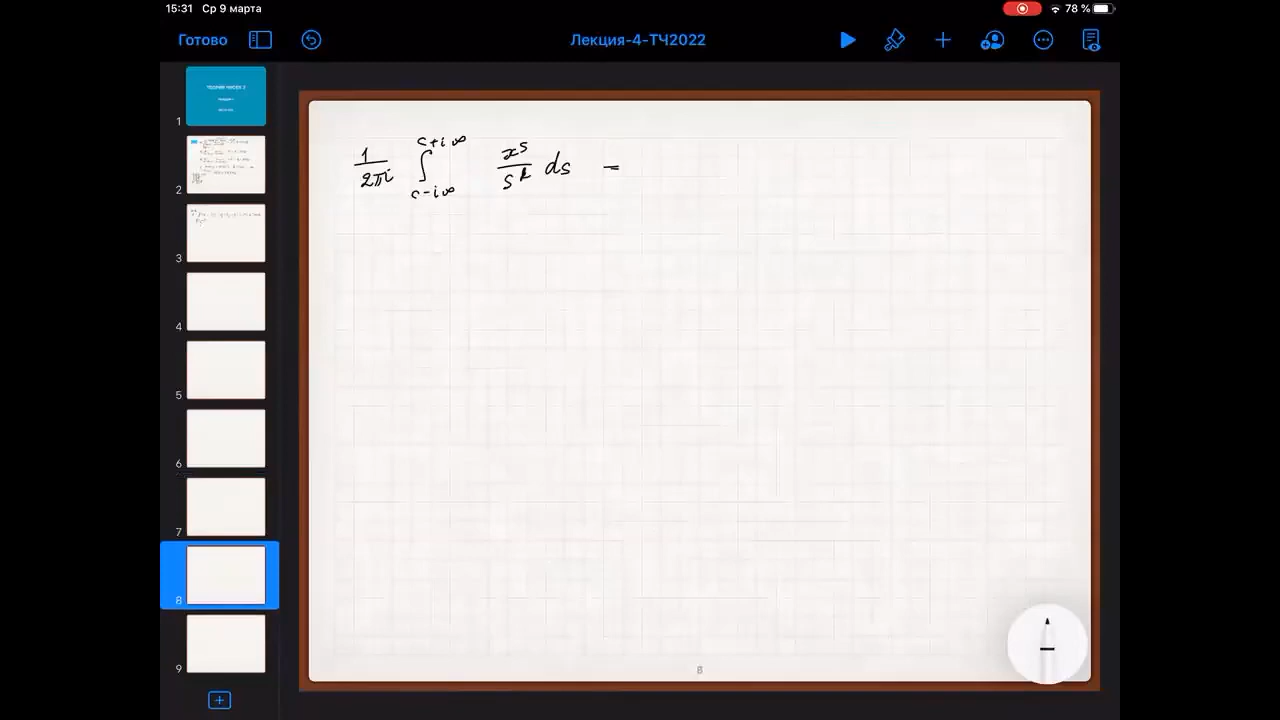 15:31 Ср 9 марта
78 %
Готово
Лекция-4-ТЧ2022
1
2
3
4
5
6
7
8
9
1/2πi ∫ c+i∞ c-i∞ x^s/s^k ds =
8